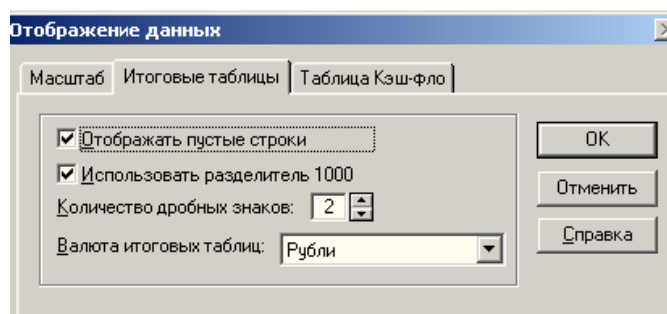 Отображение данных
Масштаб Итоговые таблицы Таблица Кэш-фло
Отображать пустые строки
Использовать разделитель 1000
Количество дробных знаков: 2
Валюта итоговых таблиц: Рубли
OK
Отменить
Справка